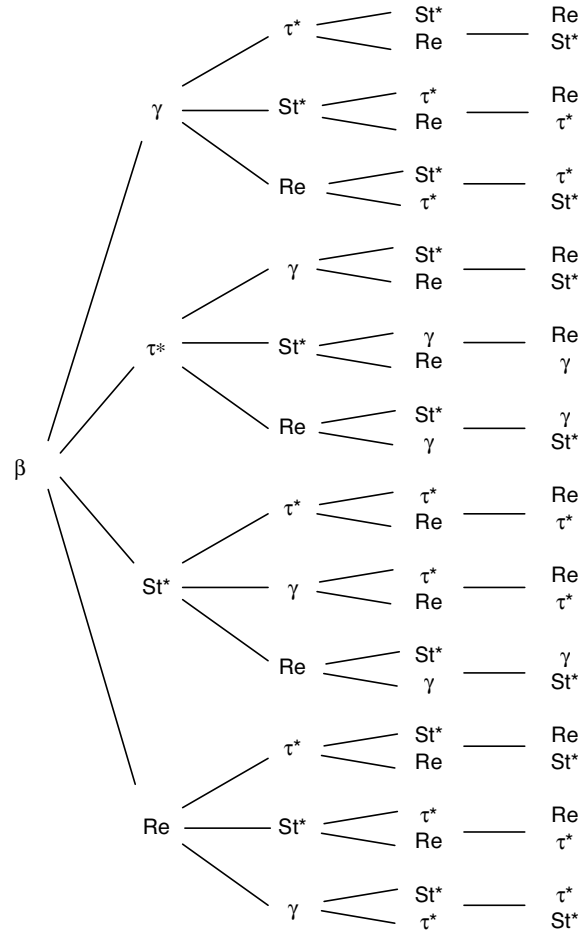 St* Re
τ*
Re St*
τ* Re
γ St*
Re τ*
St* τ*
Re
τ* St*
St* Re
γ
Re St*
γ Re
τ* St*
Re γ
St* γ
Re
γ St*
β
τ* Re
τ*
Re τ*
τ* Re
St* γ
Re τ*
St* γ
Re
γ St*
St* Re
τ*
Re St*
τ* Re
Re St*
Re τ*
St* τ*
γ
τ* St*